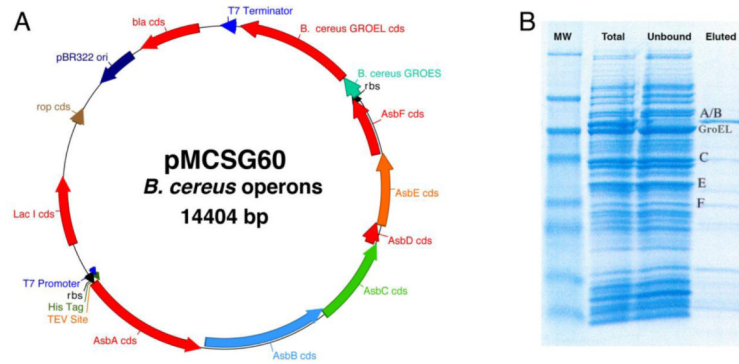 A
T7 Terminator
bla cds
B. cereus GROEL cds
pBR322 ori
B. cereus GROES
rbs
rop cds
AsbF cds
pMCSG60
B. cereus operons
14404 bp
AsbE cds
Lac I cds
AsbD cds
T7 Promoter
rbs
His Tag
TEV Site
AsbC cds
AsbA cds
AsbB cds
B
MW Total Unbound Eluted
A/B
GroEL
C
E
F